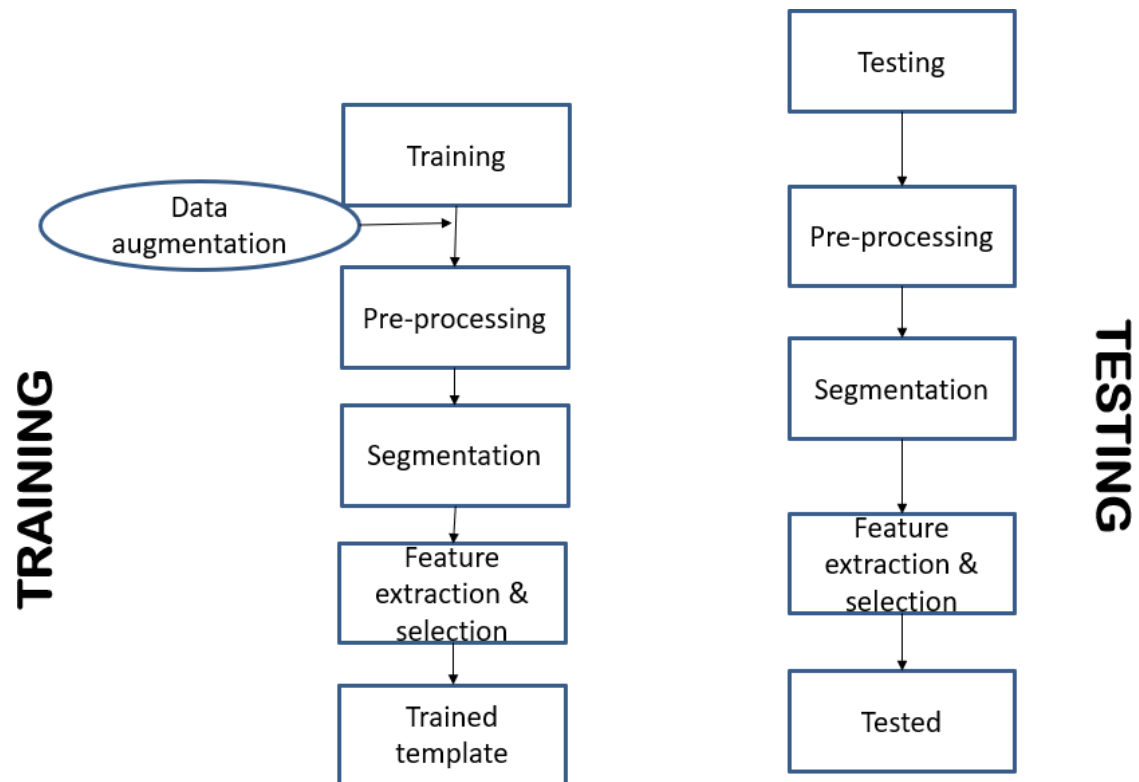 TRAINING
Training
Data
augmentation
Pre-processing
Segmentation
Feature
extraction &
selection
Trained
template
Testing
Pre-processing
Segmentation
Feature
extraction &
selection
Tested
TESTING